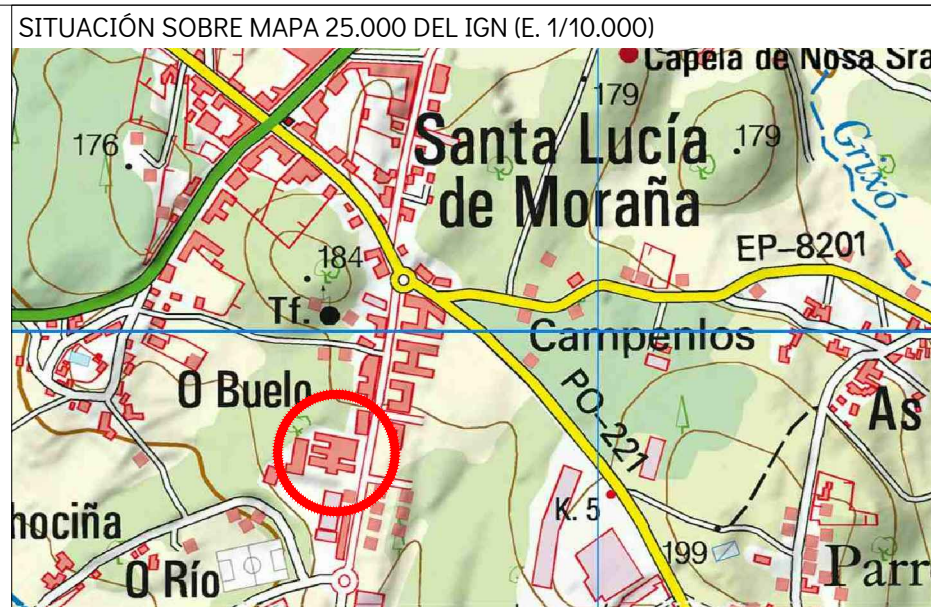 SITUACIÓN SOBRE MAPA 25.000 DEL IGN (E. 1/10.000)
Capela de Nosa Sra
179
176
Santa Lucía
de Moraña
179
Grixó
EP-8201
184
Tf.
Campenlos
O Buelo
PO-221
As
hociña
K. 5
199
O Río
Parr